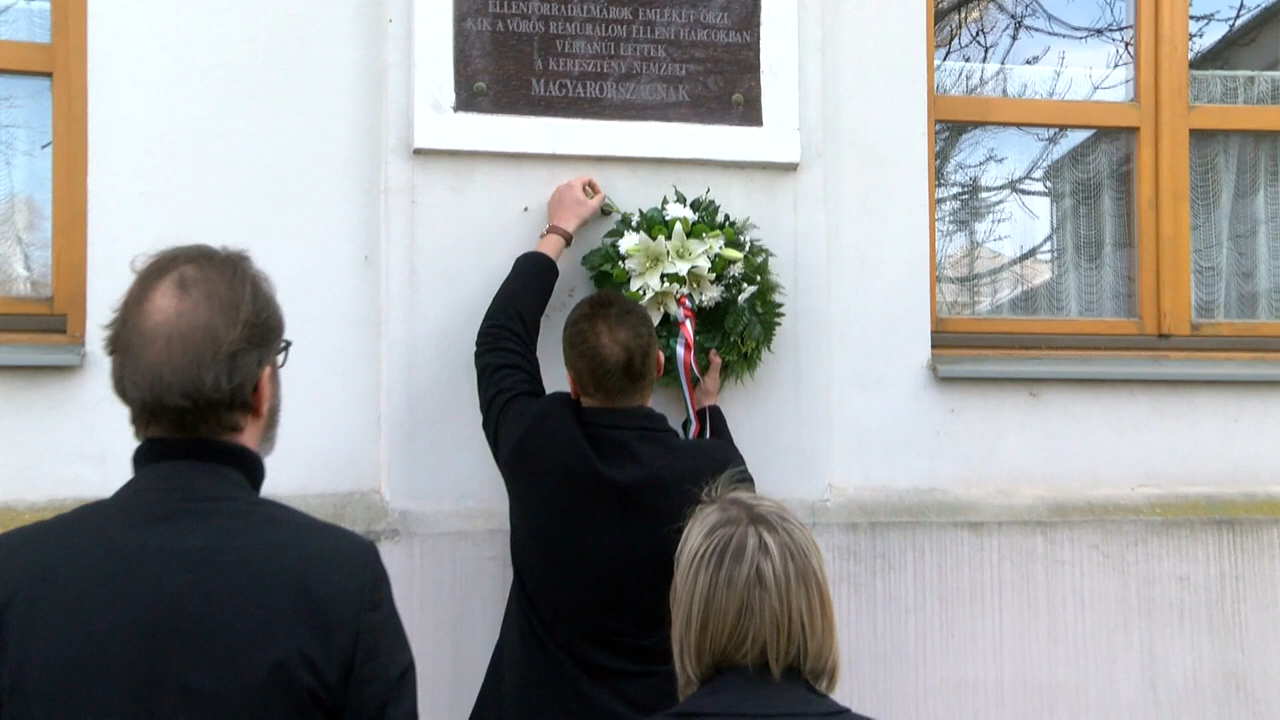 ELLENFORRADALMÁROK EMLÉKÉT ŐRZI,
KIK A VÖRÖS RÉMURALOM ELLENI HARCOKBAN
VÉRTANÚI LETTEK
A KERESZTÉNY NEMZETI
MAGYARORSZÁGNAK